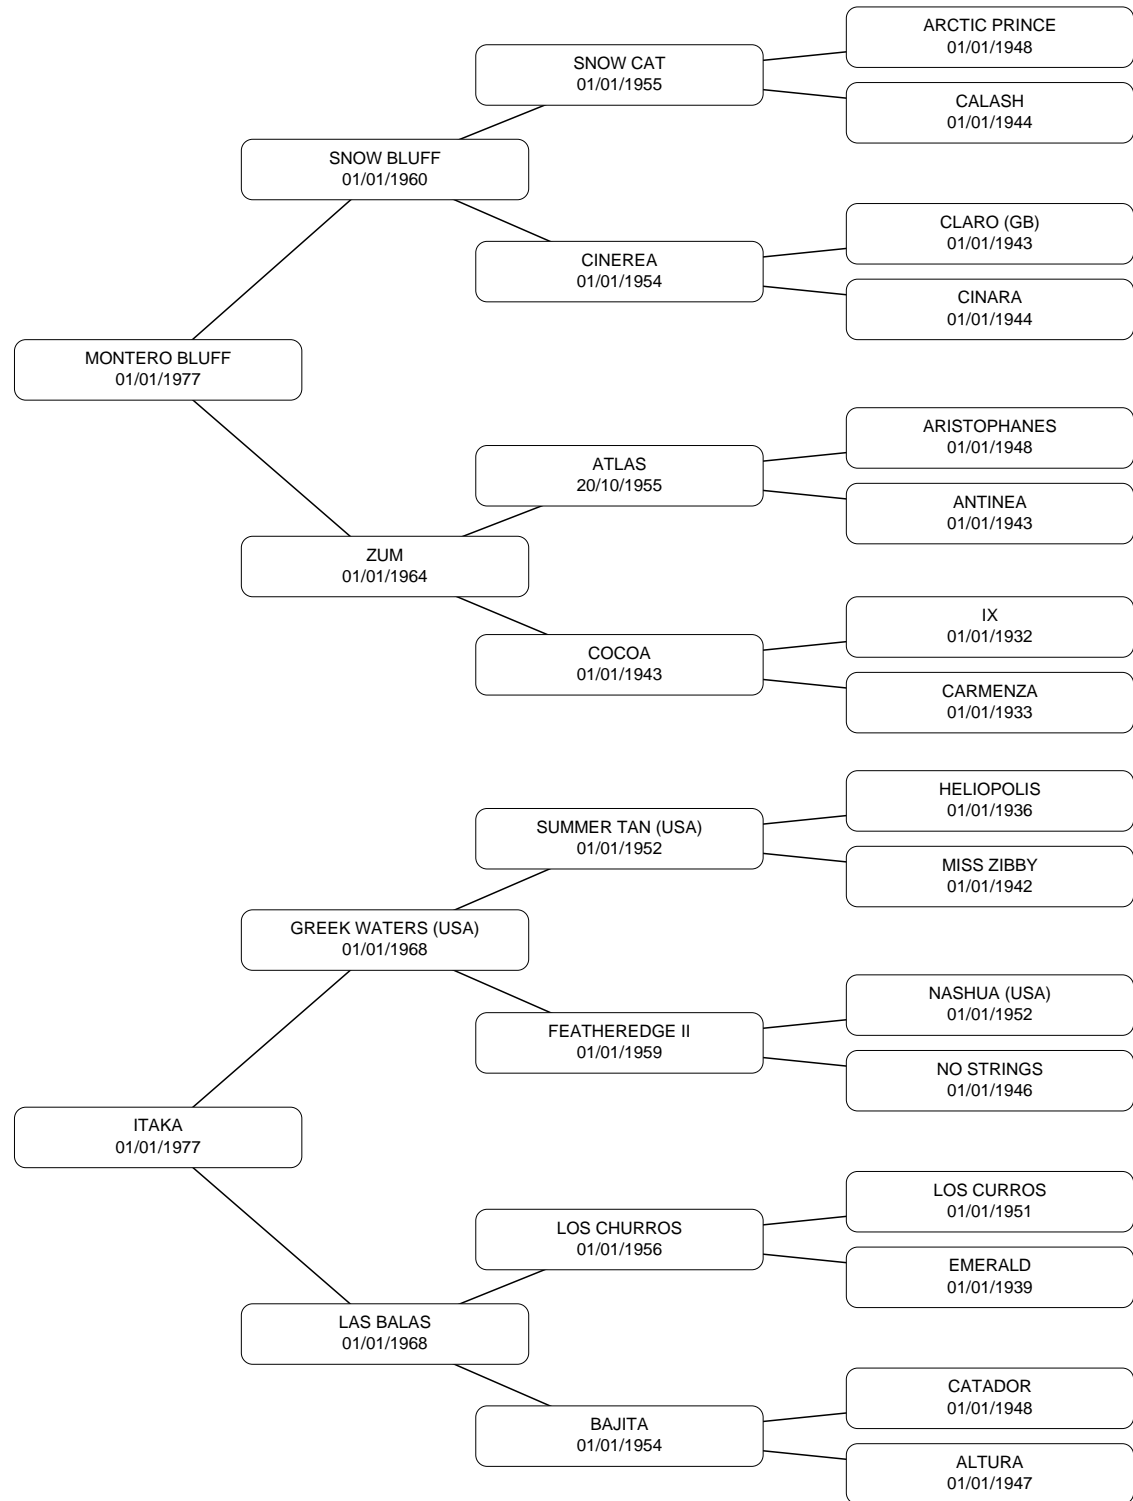 ARCTIC PRINCE
01/01/1948
SNOW CAT
01/01/1955
CALASH
01/01/1944
SNOW BLUFF
01/01/1960
CLARO (GB)
01/01/1943
CINEREA
01/01/1954
CINARA
01/01/1944
MONTERO BLUFF
01/01/1977
ARISTOPHANES
01/01/1948
ATLAS
20/10/1955
ANTINEA
01/01/1943
ZUM
01/01/1964
IX
01/01/1932
COCOA
01/01/1943
CARMENZA
01/01/1933
HELIOPOLIS
01/01/1936
SUMMER TAN (USA)
01/01/1952
MISS ZIBBY
01/01/1942
GREEK WATERS (USA)
01/01/1968
NASHUA (USA)
01/01/1952
FEATHEREDGE II
01/01/1959
NO STRINGS
01/01/1946
ITAKA
01/01/1977
LOS CURROS
01/01/1951
LOS CHURROS
01/01/1956
EMERALD
01/01/1939
LAS BALAS
01/01/1968
CATADOR
01/01/1948
BAJITA
01/01/1954
ALTURA
01/01/1947